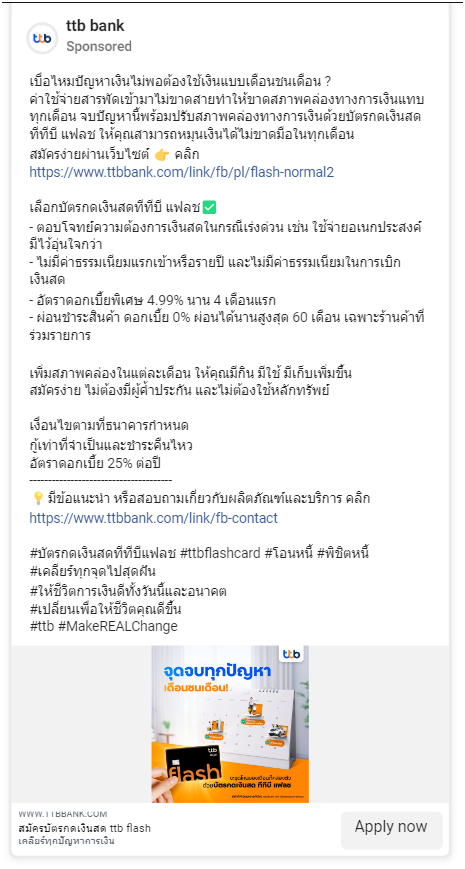 ttb bank
ttb
Sponsored
เบื่อไหมปัญหาเงินไม่พอต้องใช้เงินแบบเดือนชนเดือน ?
ค่าใช้จ่ายสารพัดเข้ามาไม่ขาดสายทำให้ขาดสภาพคล่องทางการเงินแทบ
ทุกเดือน จบปัญหานี้พร้อมปรับสภาพคล่องทางการเงินด้วยบัตรกดเงินสด
ทีทีบี แฟลช ให้คุณสามารถหมุนเงินได้ไม่ขาดมือในทุกเดือน
สมัครง่ายผ่านเว็บไซต์ 👉 คลิก
https://www.ttbbank.com/link/fb/pl/flash-normal2
เลือกบัตรกดเงินสดทีทีบี แฟลช✅
- ตอบโจทย์ความต้องการเงินสดในกรณีเร่งด่วน เช่น ใช้จ่ายอเนกประสงค์
มีไว้อุ่นใจกว่า
- ไม่มีค่าธรรมเนียมแรกเข้าหรือรายปี และไม่มีค่าธรรมเนียมในการเบิก
เงินสด
- อัตราดอกเบี้ยพิเศษ 4.99% นาน 4 เดือนแรก
- ผ่อนชำระสินค้า ดอกเบี้ย 0% ผ่อนได้นานสูงสุด 60 เดือน เฉพาะร้านค้าที่
ร่วมรายการ
เพิ่มสภาพคล่องในแต่ละเดือน ให้คุณมีกิน มีใช้ มีเก็บเพิ่มขึ้น
สมัครง่าย ไม่ต้องมีผู้ค้ำประกัน และไม่ต้องใช้หลักทรัพย์
เงื่อนไขตามที่ธนาคารกำหนด
กู้เท่าที่จำเป็นและชำระคืนไหว
อัตราดอกเบี้ย 25% ต่อปี
--------------------------------------
💡 มีข้อแนะนำ หรือสอบถามเกี่ยวกับผลิตภัณฑ์และบริการ คลิก
https://www.ttbbank.com/link/fb-contact
#บัตรกดเงินสดทีทีบีแฟลช #ttbflashcard #โอนหนี้ #พิชิตหนี้
#เคลียร์ทุกจุดไปสุดฝัน
#ให้ชีวิตการเงินดีทั้งวันนี้และอนาคต
#เปลี่ยนเพื่อให้ชีวิตคุณดีขึ้น
#ttb #MakeREALChange
ttb
จุดจบทุกปัญหา
เดือนชนเดือน!
ttb
flash
ด้วยบัตรกดเงินสด ทีทีบี แฟลช
WWW.TTBBANK.COM
สมัครบัตรกดเงินสด ttb flash
เคลียร์ทุกปัญหาการเงิน
Apply now